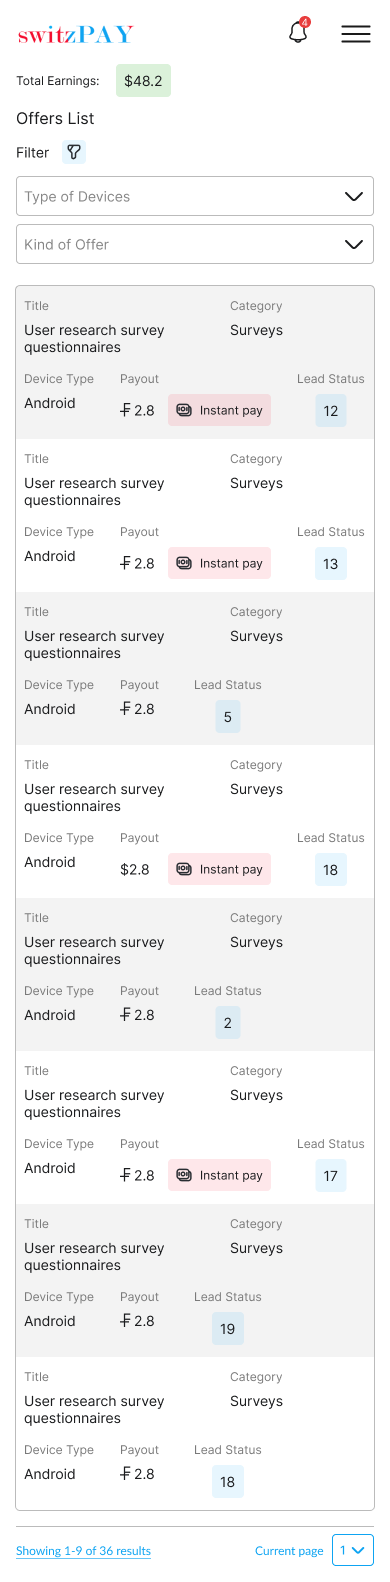 switzPAY
4
Total Earnings: $48.2
Offers List
Filter
Type of Devices
Kind of Offer
Title Category
User research survey Surveys
questionnaires
Device Type Payout Lead Status
Android ₣ 2.8 Instant pay 12
Title Category
User research survey Surveys
questionnaires
Device Type Payout Lead Status
Android ₣ 2.8 Instant pay 13
Title Category
User research survey Surveys
questionnaires
Device Type Payout Lead Status
Android ₣ 2.8 5
Title Category
User research survey Surveys
questionnaires
Device Type Payout Lead Status
Android $2.8 Instant pay 18
Title Category
User research survey Surveys
questionnaires
Device Type Payout Lead Status
Android ₣ 2.8 2
Title Category
User research survey Surveys
questionnaires
Device Type Payout Lead Status
Android ₣ 2.8 Instant pay 17
Title Category
User research survey Surveys
questionnaires
Device Type Payout Lead Status
Android ₣ 2.8 19
Title Category
User research survey Surveys
questionnaires
Device Type Payout Lead Status
Android ₣ 2.8 18
Showing 1-9 of 36 results Current page 1